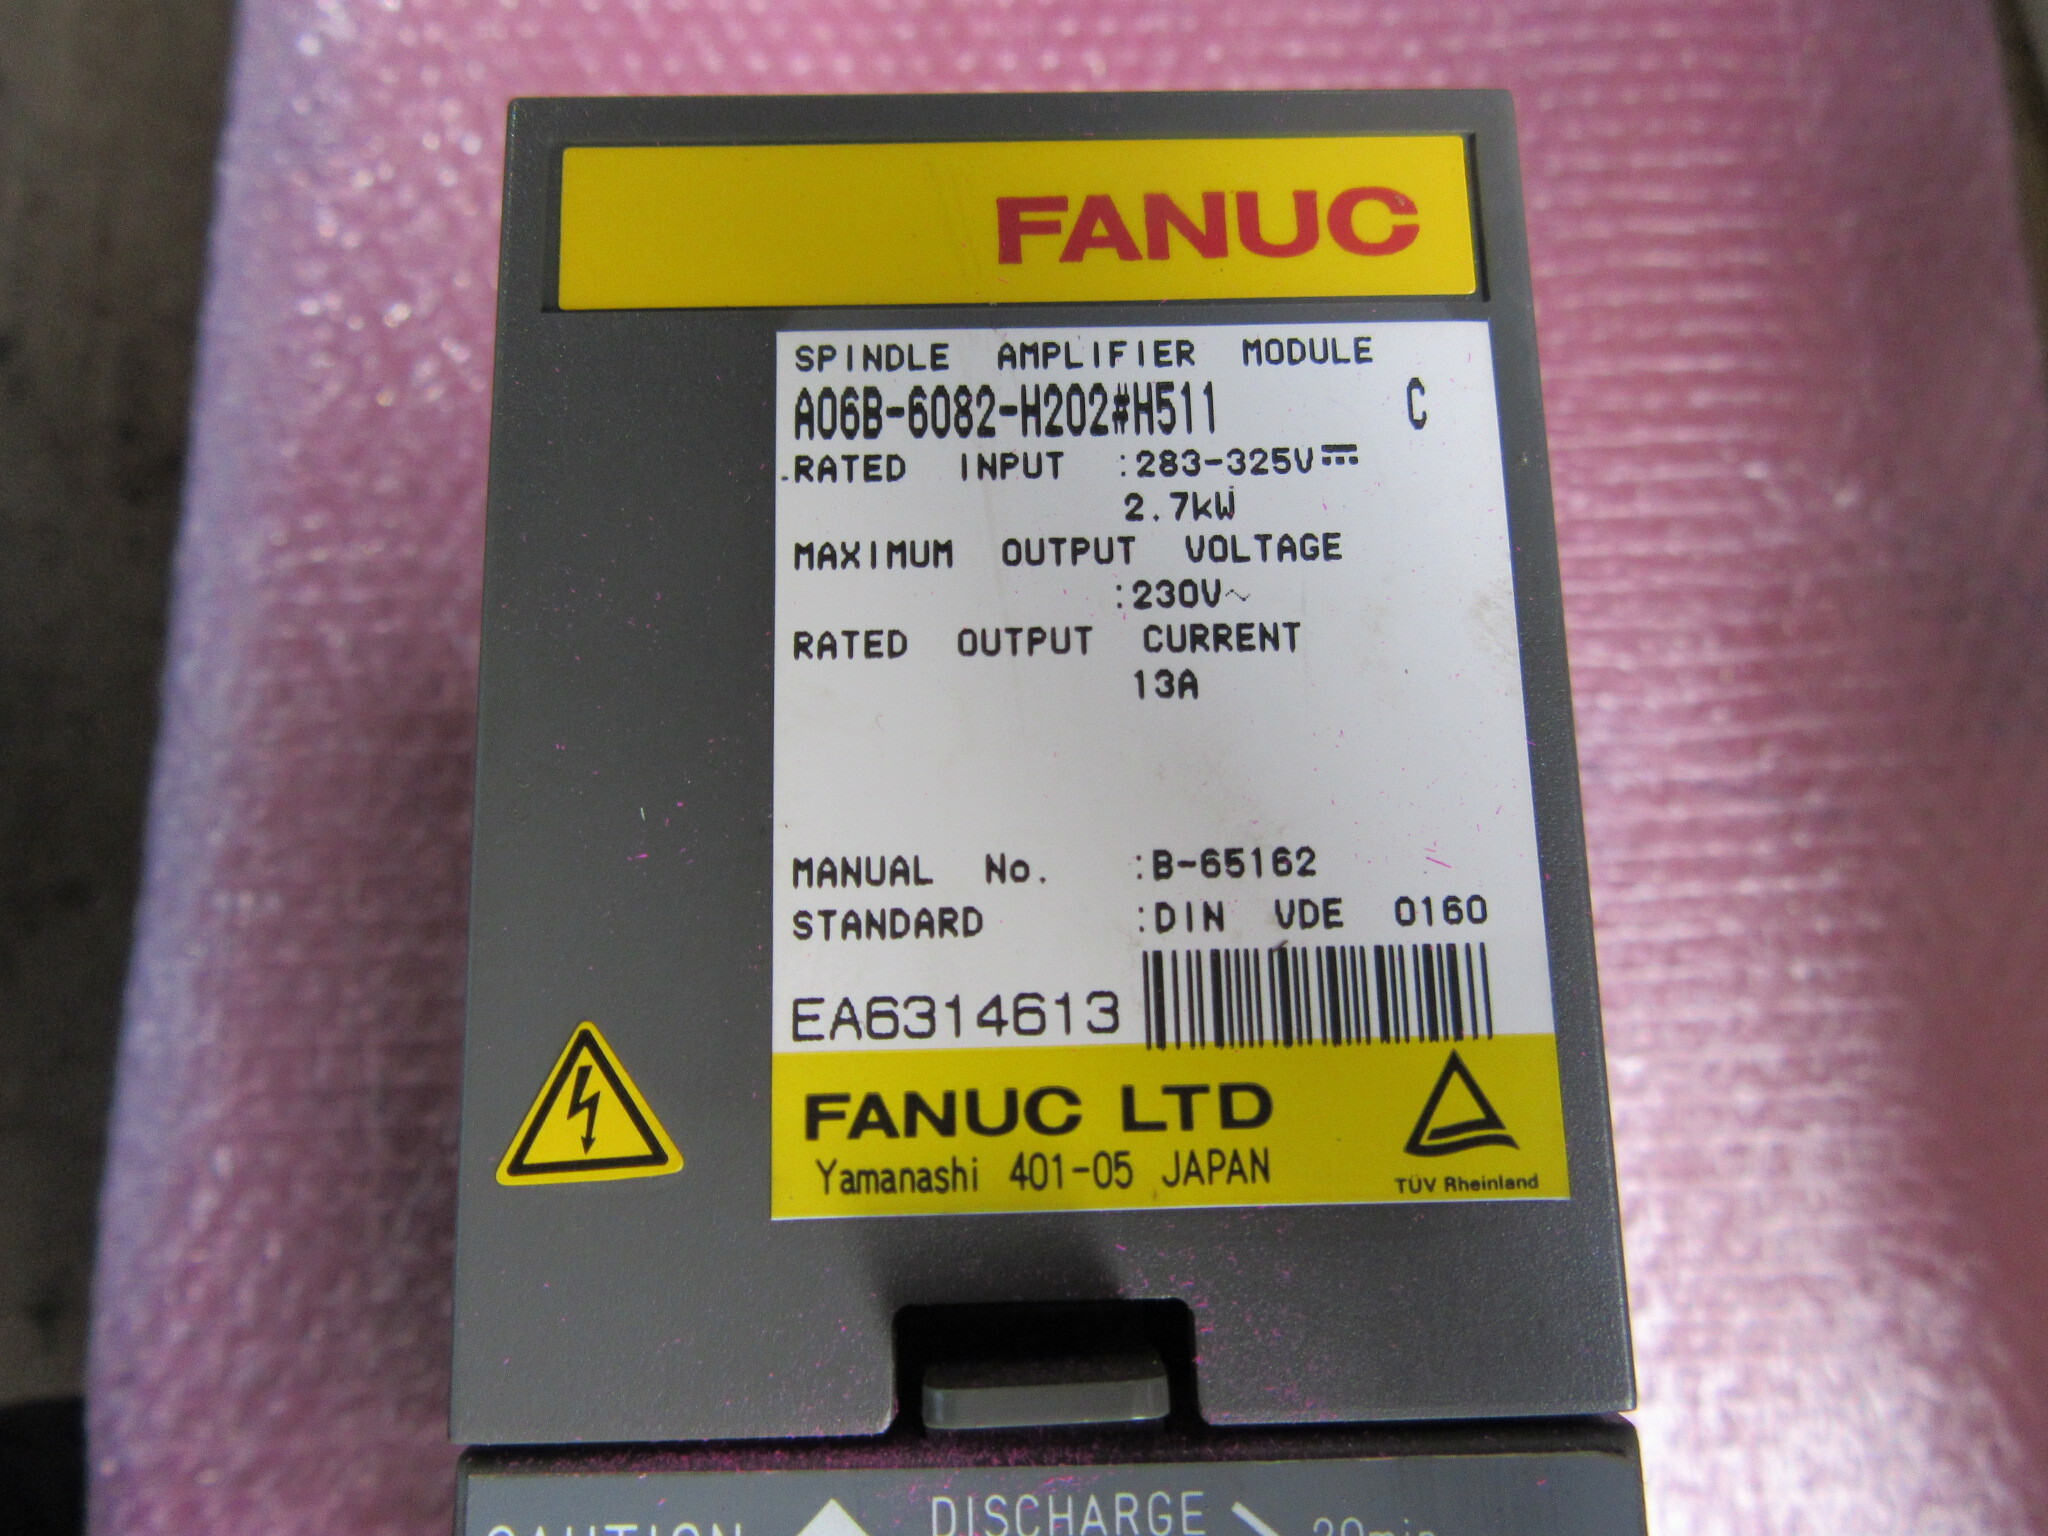 FANUC
SPINDLE AMPLIFIER MODULE
A06B-6082-H202#H511 C
RATED INPUT :283-325V⎓
2.7kW
MAXIMUM OUTPUT VOLTAGE
:230V~
RATED OUTPUT CURRENT
13A
MANUAL No. :B-65162
STANDARD :DIN VDE 0160
EA6314613
FANUC LTD
Yamanashi 401-05 JAPAN
TÜV Rheinland
CAUTION DISCHARGE 20min